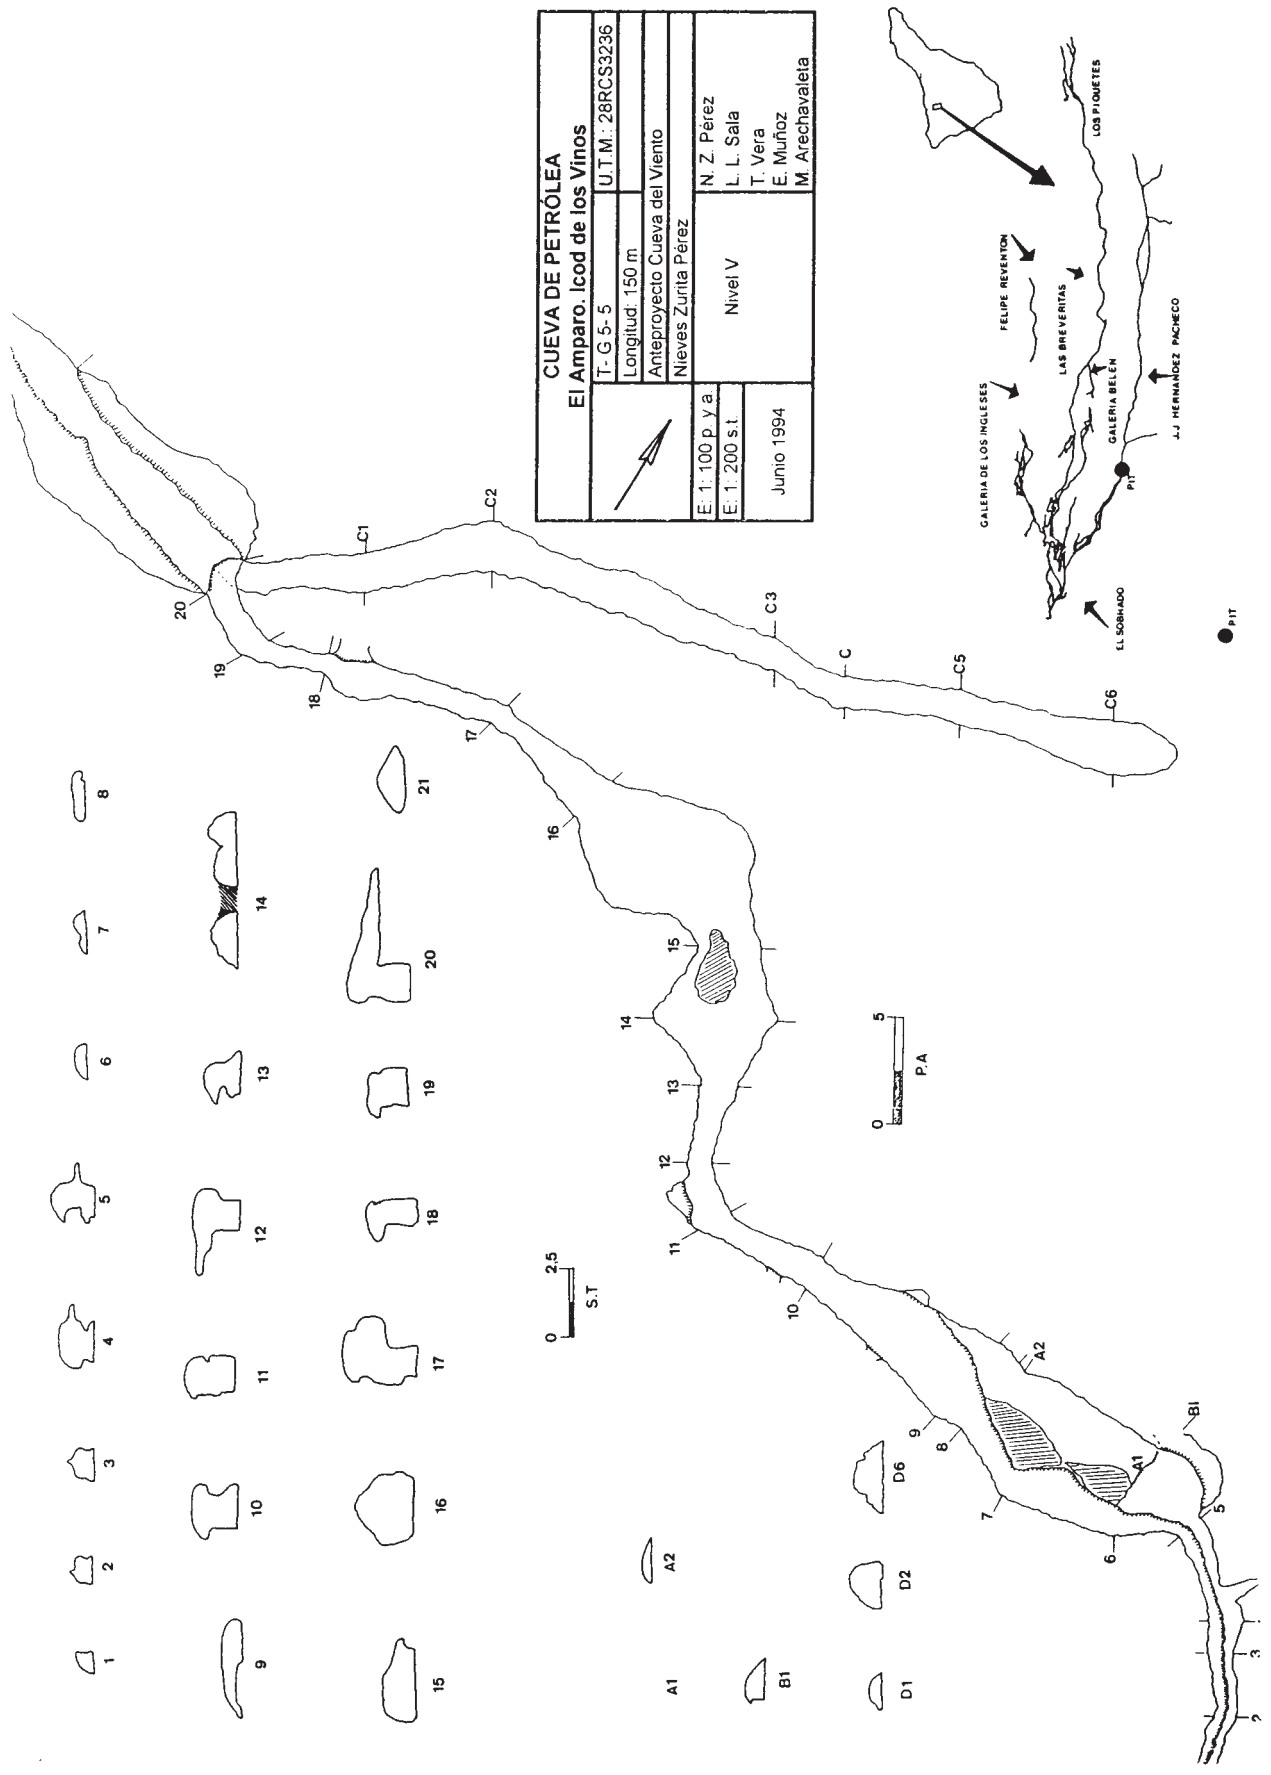 CUEVA DE PETRÓLEA
El Amparo. Icod de los Vinos
T- G 5- 5
U.T.M.: 28RCS3236
Longitud: 150 m
Anteproyecto Cueva del Viento
Nieves Zurita Pérez
E: 1: 100 p. y a.
E: 1: 200 s.t.
Junio 1994
Nivel V
N. Z. Pérez
L. L. Sala
T. Vera
E. Muñoz
M. Arechavaleta
1
2
3
4
5
6
7
8
9
10
11
12
13
14
15
16
17
18
19
20
21
A1
A2
B1
D1
D2
D6
0 2.5
S.T
0 5
P.A
2
3
5
B1
A1
A2
6
7
8
9
10
11
12
13
14
15
16
17
18
19
20
C1
C2
C3
C
C5
C6
GALERIA DE LOS INGLESES
FELIPE REVENTON
LAS BREVERITAS
LOS PIQUETES
GALERIA BELEN
J.J HERNANDEZ PACHECO
PIT
EL SOBRADO
PIT